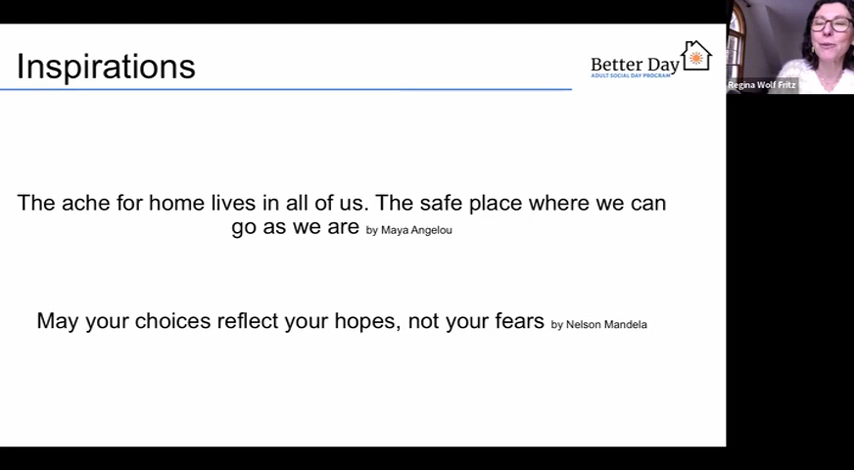 Inspirations
Better Day
ADULT SOCIAL DAY PROGRAM
Regina Wolf Fritz
The ache for home lives in all of us. The safe place where we can
go as we are by Maya Angelou
May your choices reflect your hopes, not your fears by Nelson Mandela